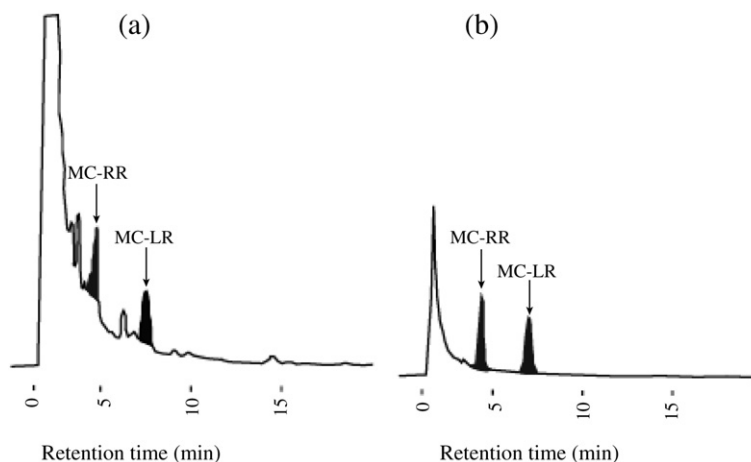 (a)
MC-RR
MC-LR
0 -
5 -
10 -
15 -
Retention time (min)
(b)
MC-RR
MC-LR
0 -
5 -
10 -
15 -
Retention time (min)